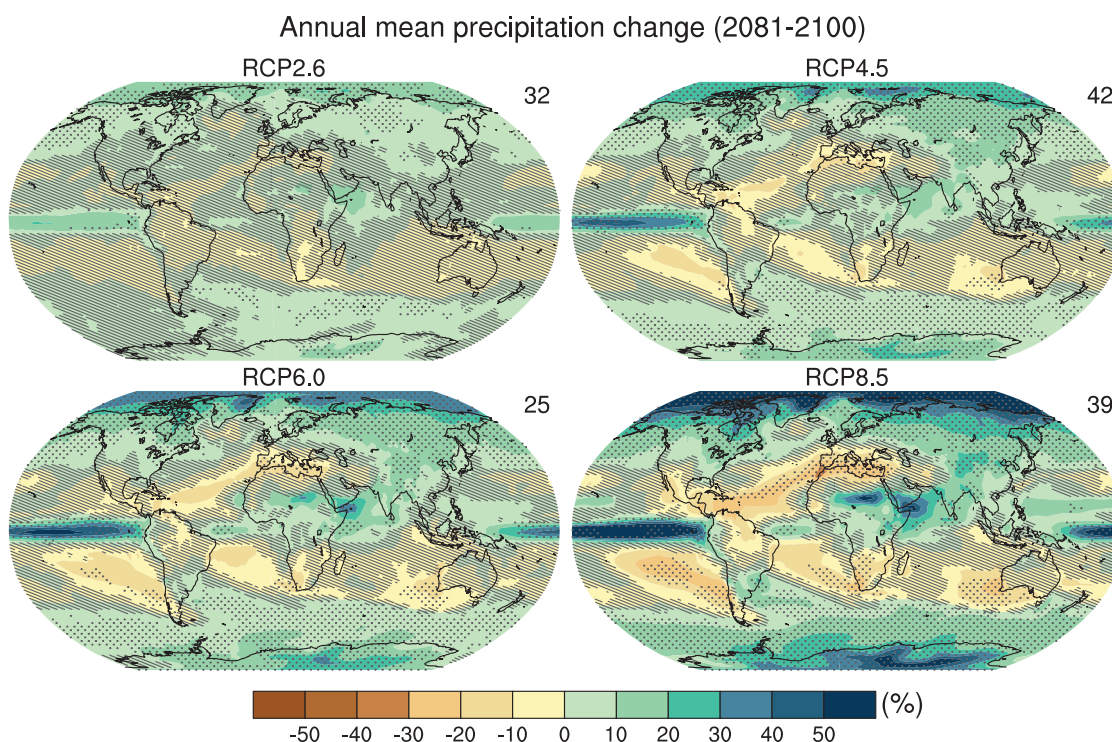 Annual mean precipitation change (2081-2100)
RCP2.6
32
RCP4.5
42
RCP6.0
25
RCP8.5
39
(%)
-50 -40 -30 -20 -10 0 10 20 30 40 50